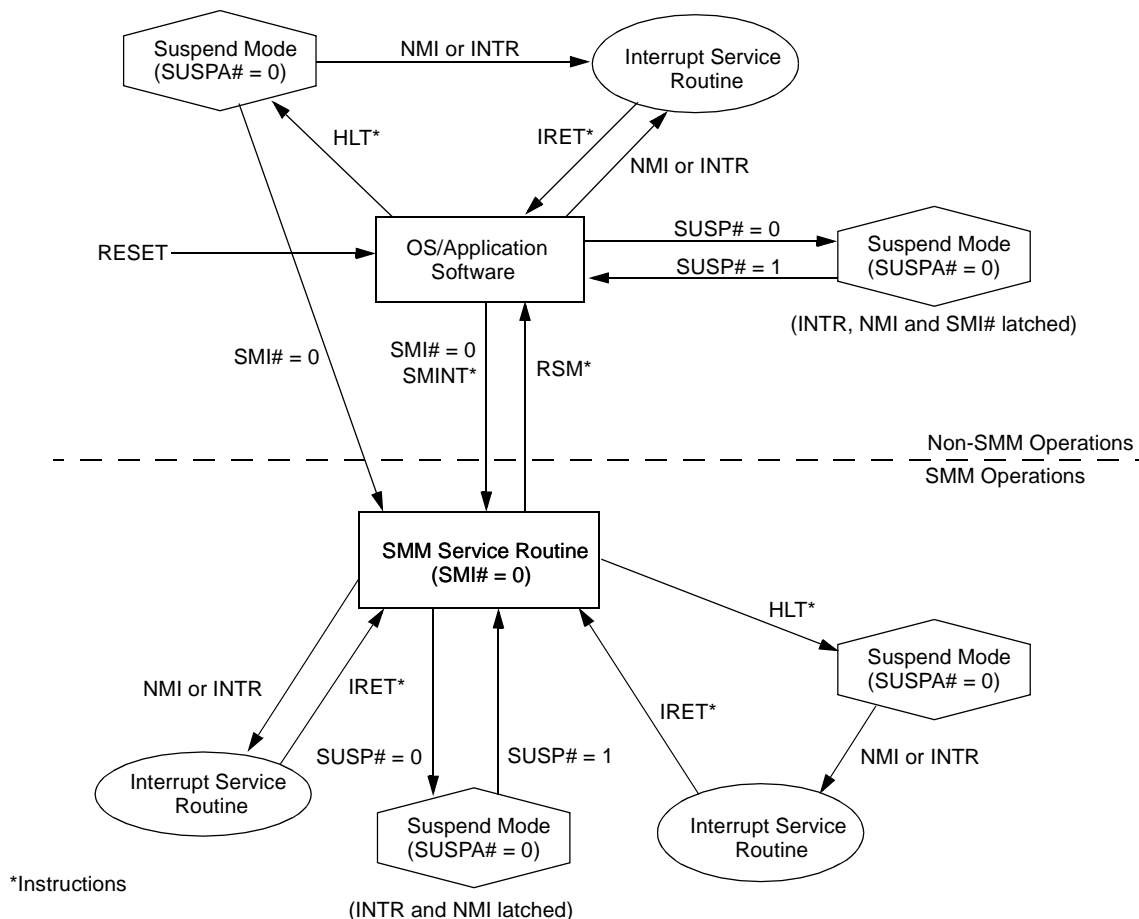 Suspend Mode
(SUSPA# = 0)
NMI or INTR
Interrupt Service
Routine
HLT*
IRET*
NMI or INTR
RESET
OS/Application
Software
SUSP# = 0
SUSP# = 1
Suspend Mode
(SUSPA# = 0)
(INTR, NMI and SMI# latched)
SMI# = 0
SMI# = 0
SMINT*
RSM*
Non-SMM Operations
SMM Operations
SMM Service Routine
(SMI# = 0)
HLT*
Suspend Mode
(SUSPA# = 0)
NMI or INTR
IRET*
IRET*
SUSP# = 0
SUSP# = 1
NMI or INTR
Interrupt Service
Routine
Suspend Mode
(SUSPA# = 0)
Interrupt Service
Routine
*Instructions
(INTR and NMI latched)